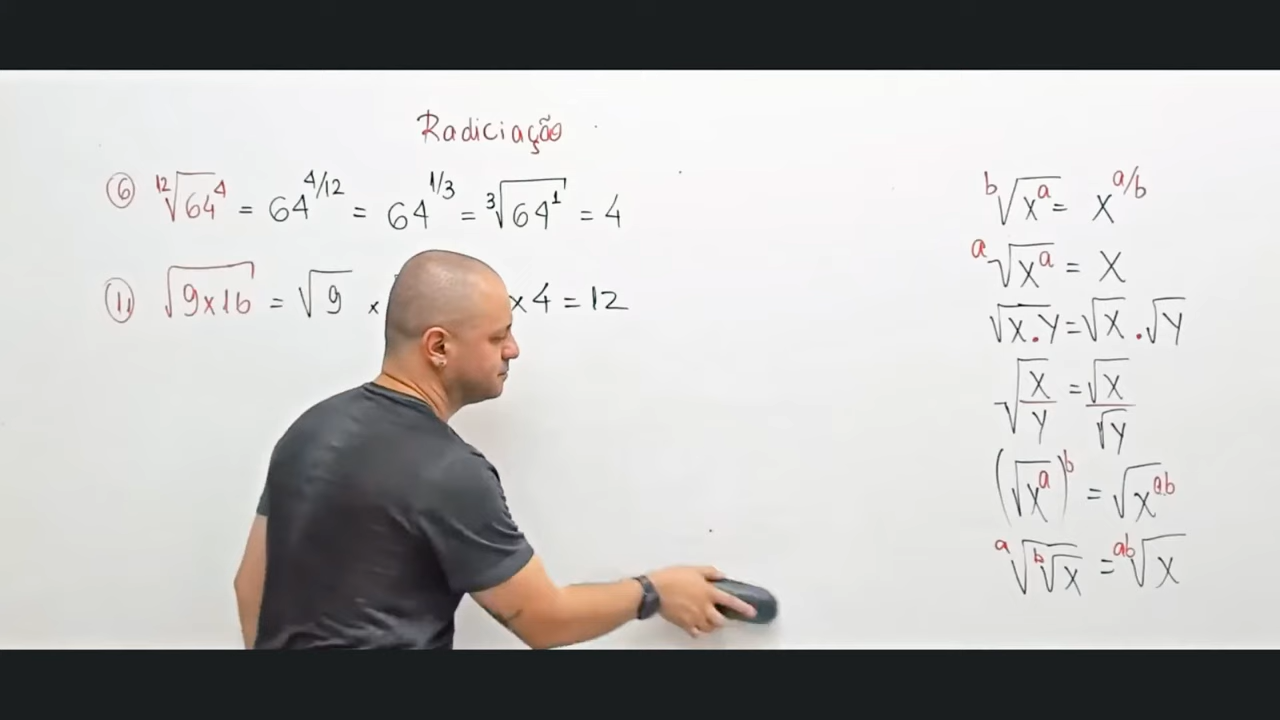 Radiciação
⑥ ¹²√64⁴ = 64^4/12 = 64^1/3 = ³√64¹ = 4
⑪ √9x16 = √9 x x 4 = 12
ᵇ√xᵃ = x^a/b
ᵃ√xᵃ = x
√x.y = √x . √y
√x/y = √x/√y
(√xᵃ)ᵇ = √xᵃᵇ
ᵃ√ᵇ√x = ᵃᵇ√x